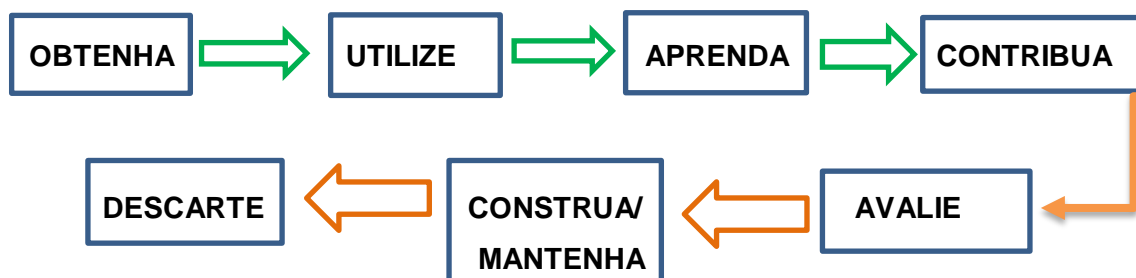 OBTENHA
UTILIZE
APRENDA
CONTRIBUA
AVALIE
CONSTRUA/
MANTENHA
DESCARTE